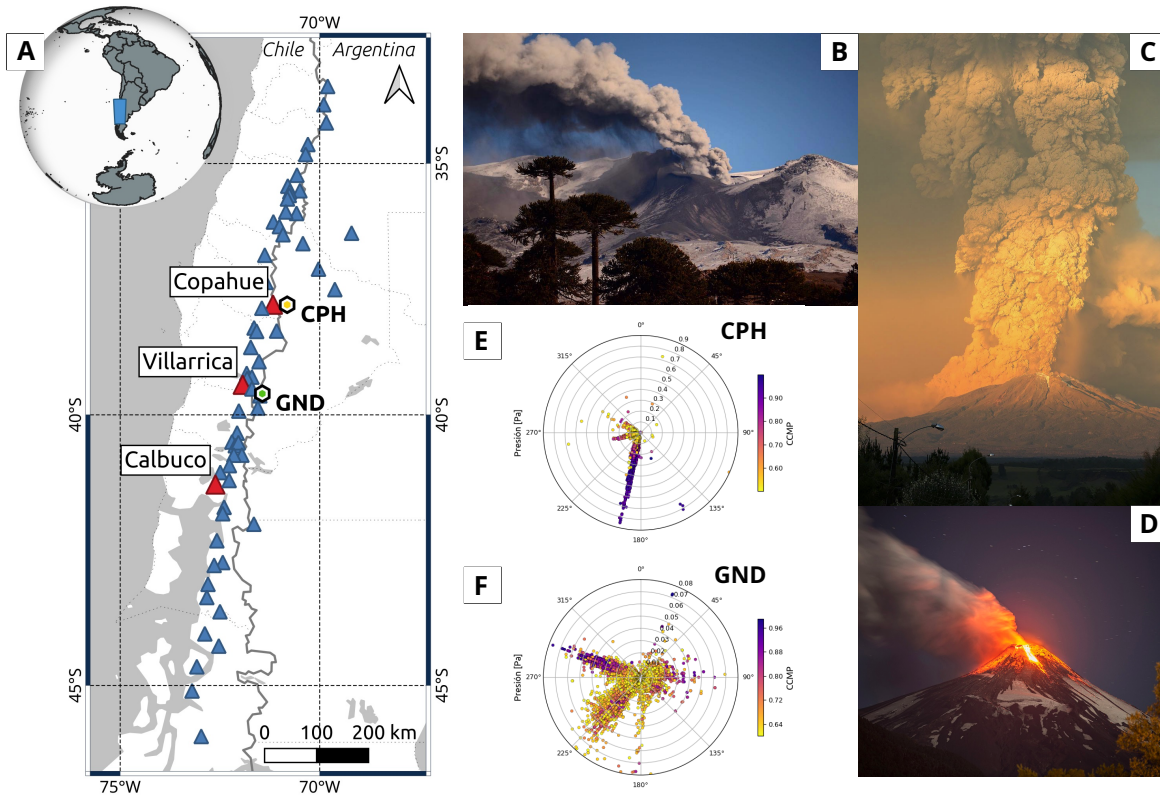 A
70°W
Chile
Argentina
35°S
Copahue
CPH
Villarrica
GND
40°S
40°S
Calbuco
45°S
45°S
0 100 200 km
75°W
70°W
B
C
D
E
CPH
0°
45°
90°
135°
180°
225°
270°
315°
0.9
0.8
0.7
0.6
0.5
0.4
0.3
0.2
0.1
Presión [Pa]
0.90
0.80
0.70
0.60
CCMP
F
GND
0°
45°
90°
135°
180°
225°
270°
315°
0.08
0.07
0.06
0.05
0.04
0.03
0.02
Presión [Pa]
0.96
0.88
0.80
0.72
0.64
CCMP